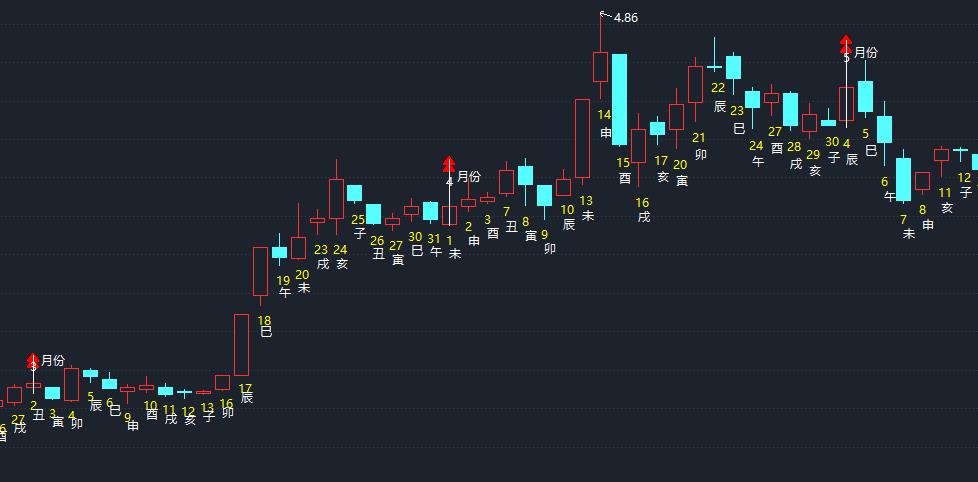 4.86
3
月份
4
月份
5
月份
6
酉
27
戌
2
丑
3
寅
4
卯
5
辰
6
巳
9
申
10
酉
11
戌
12
亥
13
子
16
卯
17
辰
18
巳
19
午
20
未
23
戌
24
亥
25
子
26
丑
27
寅
30
巳
31
午
1
未
2
申
3
酉
7
丑
8
寅
9
卯
10
辰
13
未
14
申
15
酉
16
戌
17
亥
20
寅
21
卯
22
辰
23
巳
24
午
27
酉
28
戌
29
亥
30
子
4
辰
5
巳
6
午
7
未
8
申
11
亥
12
子